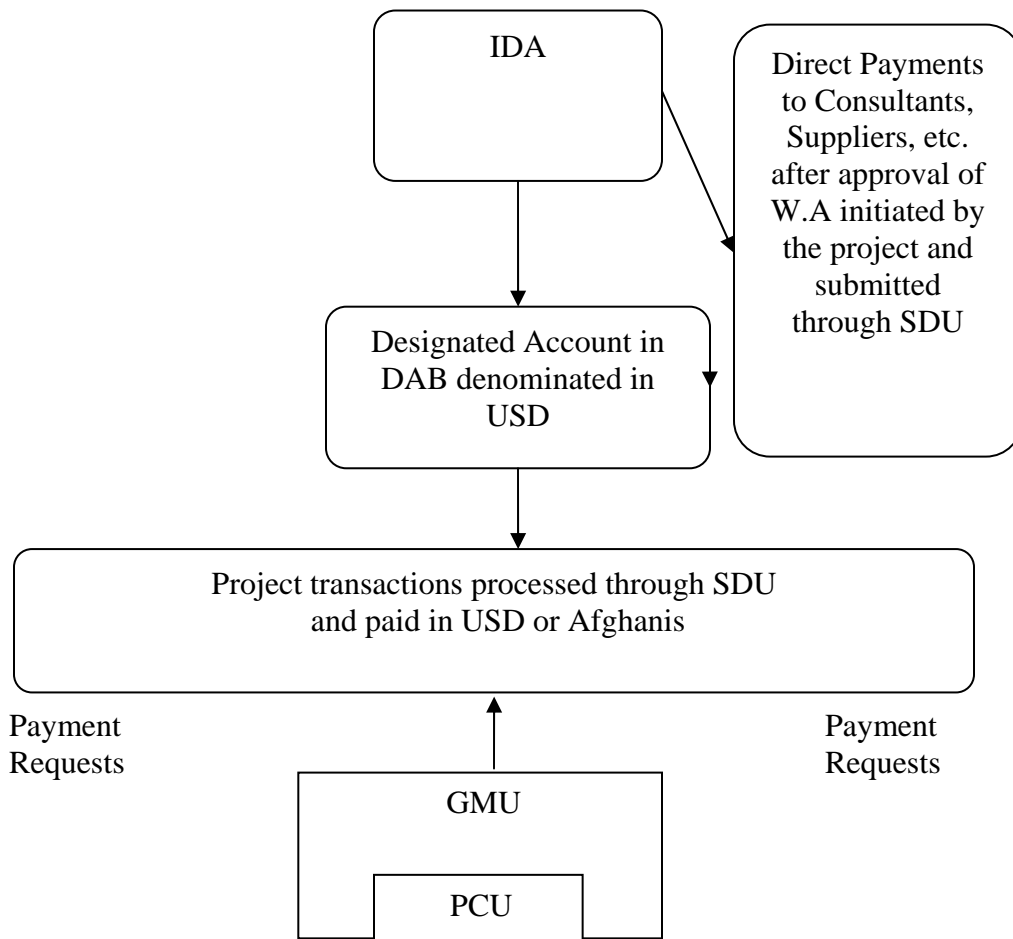 IDA
Direct Payments
to Consultants,
Suppliers, etc.
after approval of
W.A initiated by
the project and
submitted
through SDU
Designated Account in
DAB denominated in
USD
Project transactions processed through SDU
and paid in USD or Afghanis
Payment
Requests
Payment
Requests
GMU
PCU